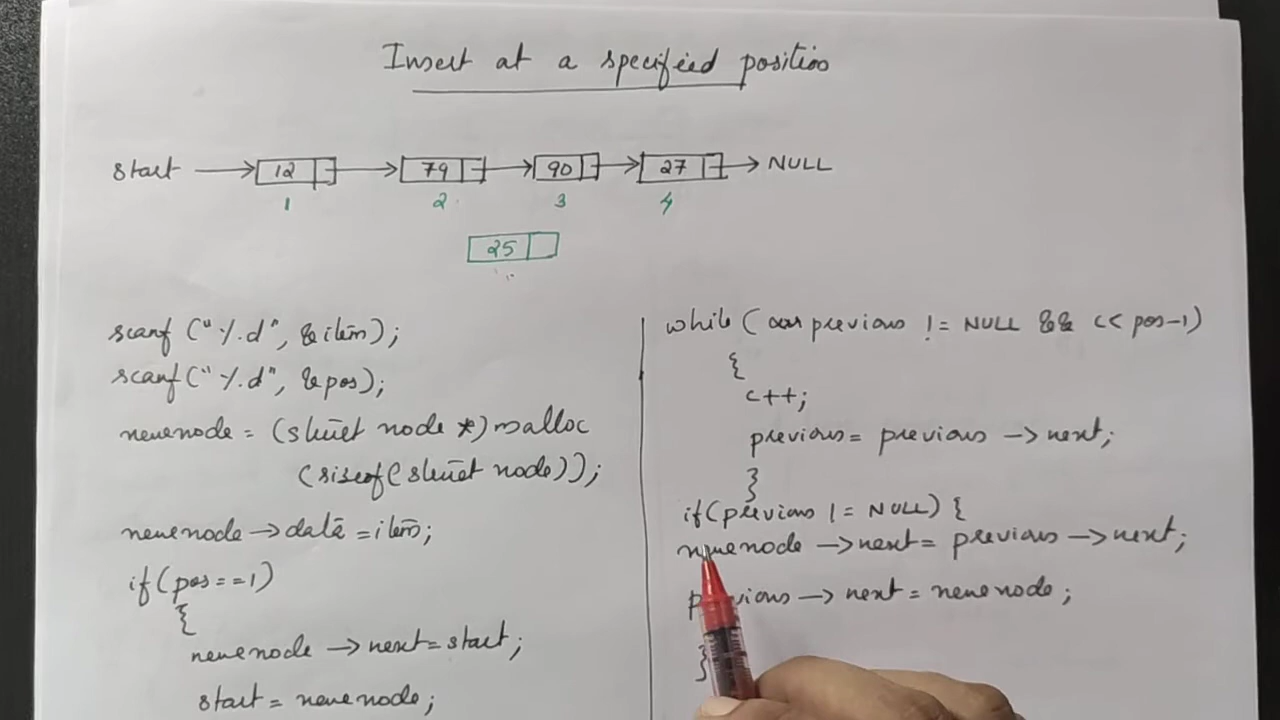 Insert at a specified position
start → 12 → 79 → 90 → 27 → NULL
1 2 3 4
25
scanf ("%d", &item);
scanf ("%d", &pos);
newnode = (struct node *) malloc
(sizeof(struct node));
newnode → data = item;
if (pos == 1)
{
newnode → next = start;
start = newnode;
while ( previous != NULL && c < pos-1)
{
c++;
previous = previous → next;
}
if (previous != NULL) {
newnode → next = previous → next;
previous → next = newnode;
}